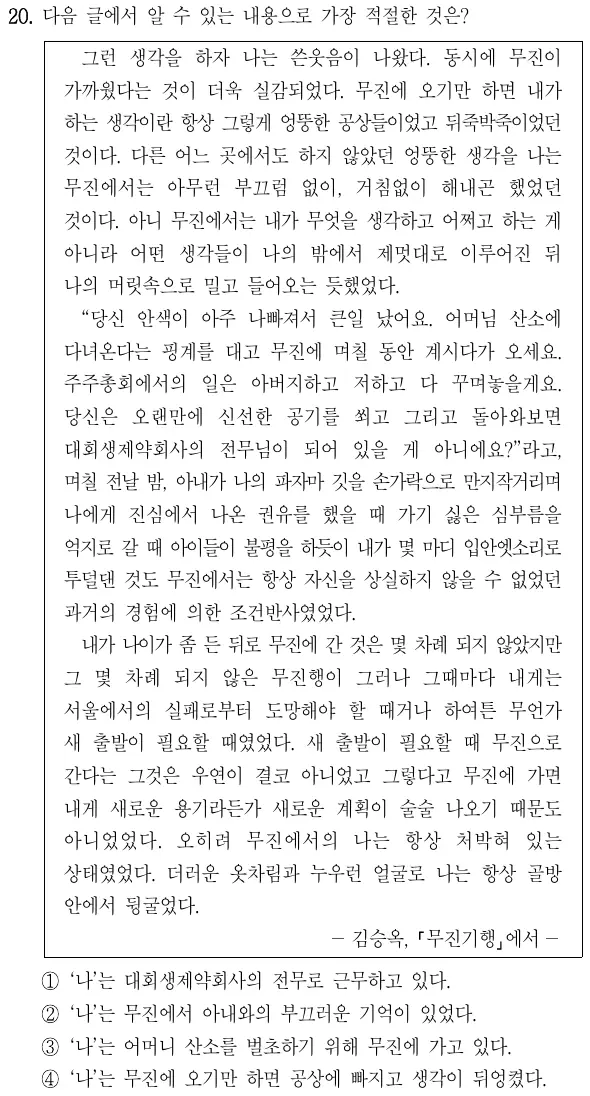 20. 다음 글에서 알 수 있는 내용으로 가장 적절한 것은?
그런 생각을 하자 나는 쓴웃음이 나왔다. 동시에 무진이
가까웠다는 것이 더욱 실감되었다. 무진에 오기만 하면 내가
하는 생각이란 항상 그렇게 엉뚱한 공상들이었고 뒤죽박죽이었던
것이다. 다른 어느 곳에서도 하지 않았던 엉뚱한 생각을 나는
무진에서는 아무런 부끄럼 없이, 거침없이 해내곤 했었던
것이다. 아니 무진에서는 내가 무엇을 생각하고 어쩌고 하는 게
아니라 어떤 생각들이 나의 밖에서 제멋대로 이루어진 뒤
나의 머릿속으로 밀고 들어오는 듯했었다.
“당신 안색이 아주 나빠져서 큰일 났어요. 어머님 산소에
다녀온다는 핑계를 대고 무진에 며칠 동안 계시다가 오세요.
주주총회에서의 일은 아버지하고 저하고 다 꾸며놓을게요.
당신은 오랜만에 신선한 공기를 쐬고 그리고 돌아와보면
대회생제약회사의 전무님이 되어 있을 게 아니에요?”라고,
며칠 전날 밤, 아내가 나의 파자마 깃을 손가락으로 만지작거리며
나에게 진심에서 나온 권유를 했을 때 가기 싫은 심부름을
억지로 갈 때 아이들이 불평을 하듯이 내가 몇 마디 입안엣소리로
투덜댄 것도 무진에서는 항상 자신을 상실하지 않을 수 없었던
과거의 경험에 의한 조건반사였었다.
내가 나이가 좀 든 뒤로 무진에 간 것은 몇 차례 되지 않았지만
그 몇 차례 되지 않은 무진행이 그러나 그때마다 내게는
서울에서의 실패로부터 도망해야 할 때거나 하여튼 무언가
새 출발이 필요할 때였었다. 새 출발이 필요할 때 무진으로
간다는 그것은 우연이 결코 아니었고 그렇다고 무진에 가면
내게 새로운 용기라든가 새로운 계획이 술술 나오기 때문도
아니었었다. 오히려 무진에서의 나는 항상 처박혀 있는
상태였었다. 더러운 옷차림과 누우런 얼굴로 나는 항상 골방
안에서 뒹굴었다.
- 김승옥, 「무진기행」에서 -
① ‘나’는 대회생제약회사의 전무로 근무하고 있다.
② ‘나’는 무진에서 아내와의 부끄러운 기억이 있었다.
③ ‘나’는 어머니 산소를 벌초하기 위해 무진에 가고 있다.
④ ‘나’는 무진에 오기만 하면 공상에 빠지고 생각이 뒤엉켰다.